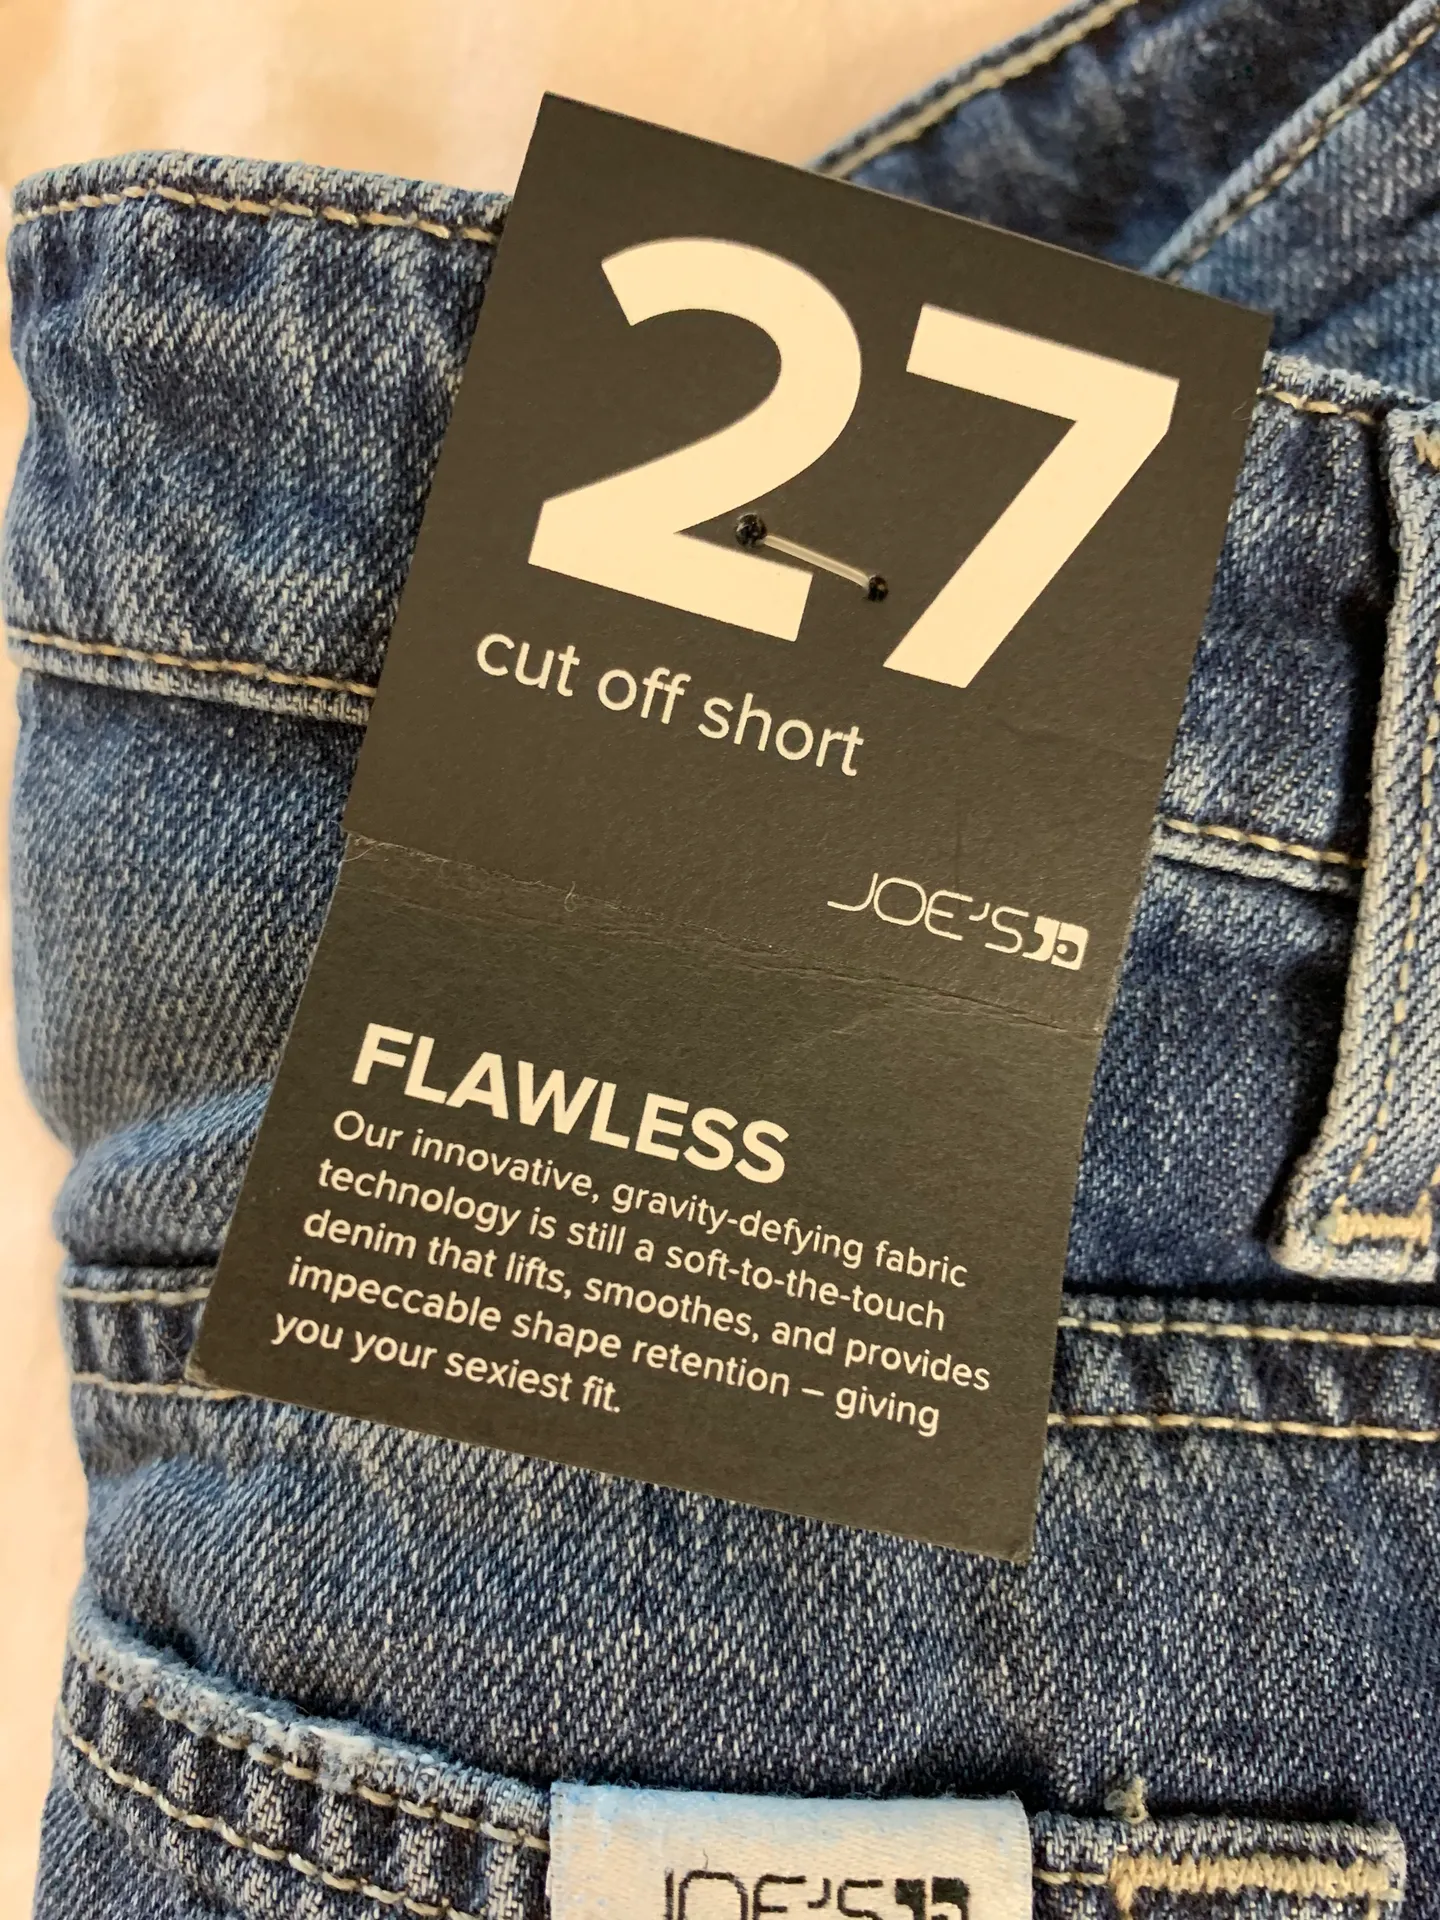 27
cut off short
JOE'S
FLAWLESS
Our innovative, gravity-defying fabric
technology is still a soft-to-the-touch
denim that lifts, smoothes, and provides
impeccable shape retention – giving
you your sexiest fit.
JOE'S